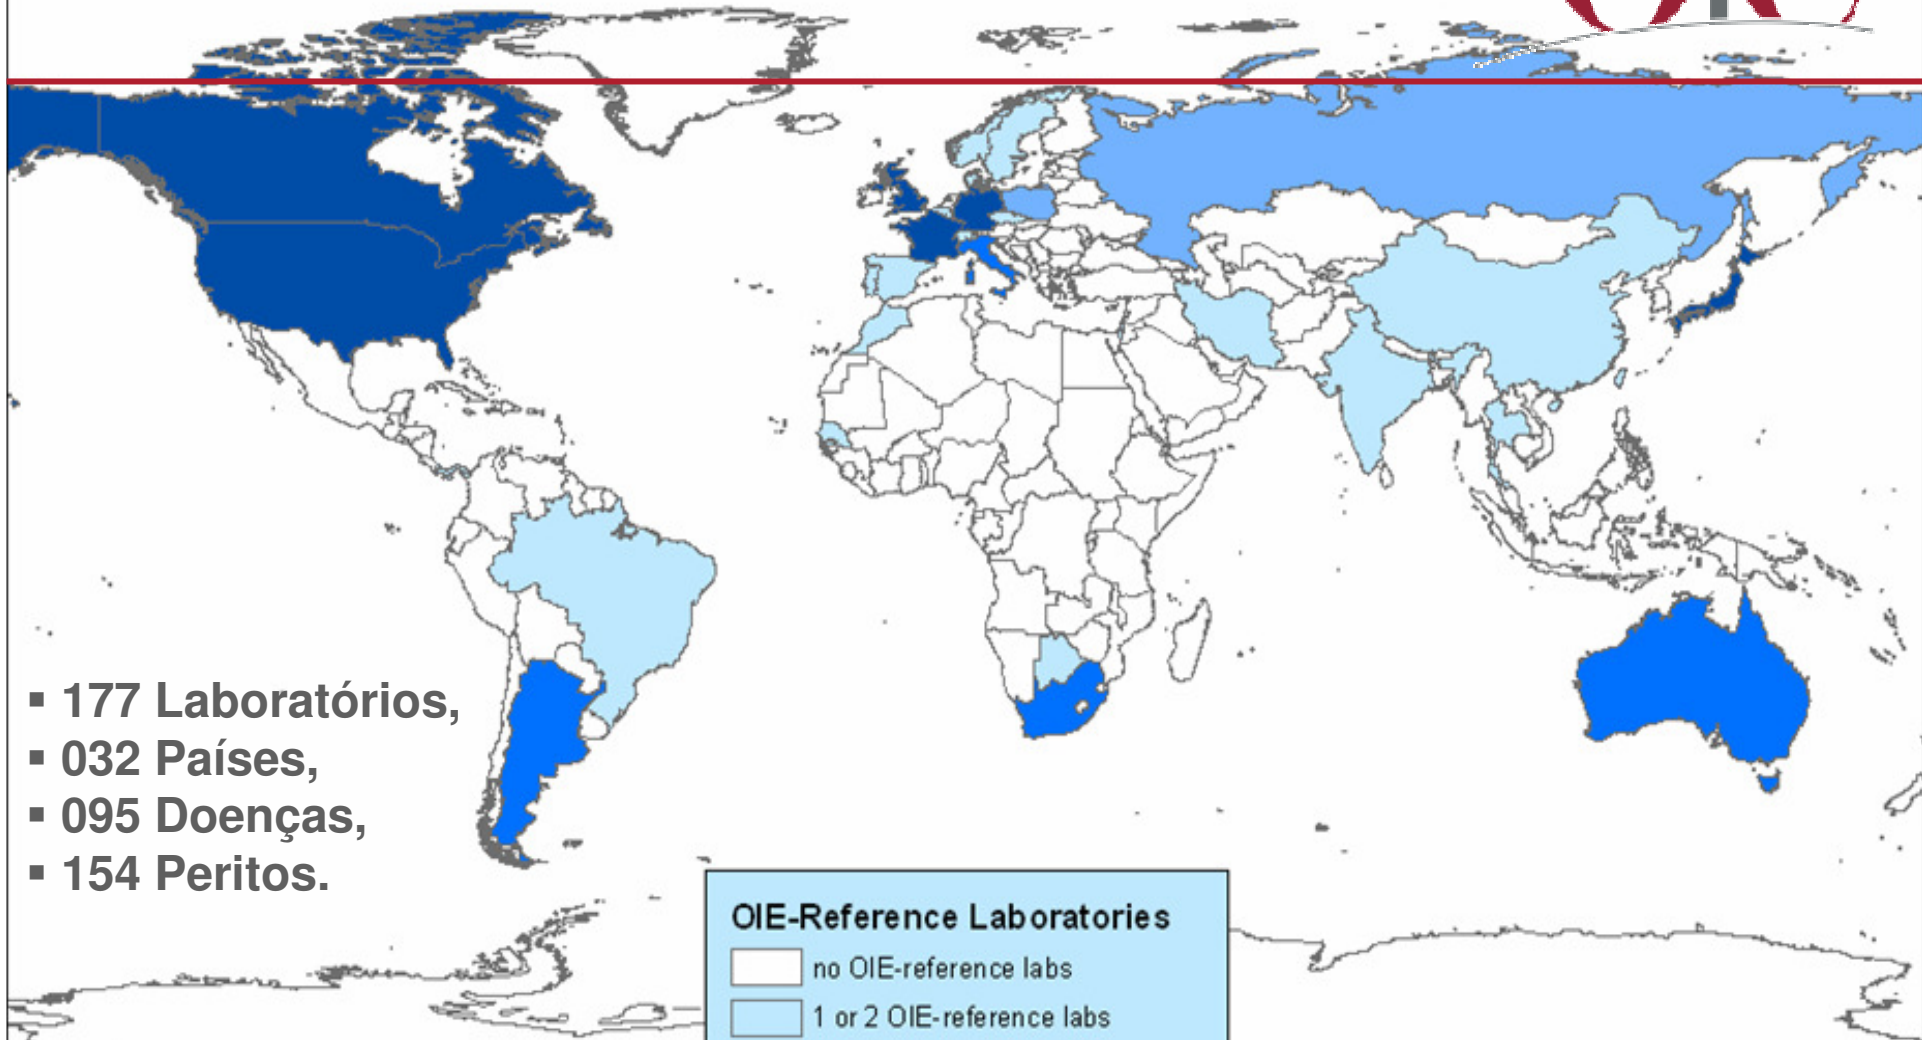 ▪ 177 Laboratórios,
▪ 032 Países,
▪ 095 Doenças,
▪ 154 Peritos.
OIE-Reference Laboratories
no OIE-reference labs
1 or 2 OIE-reference labs